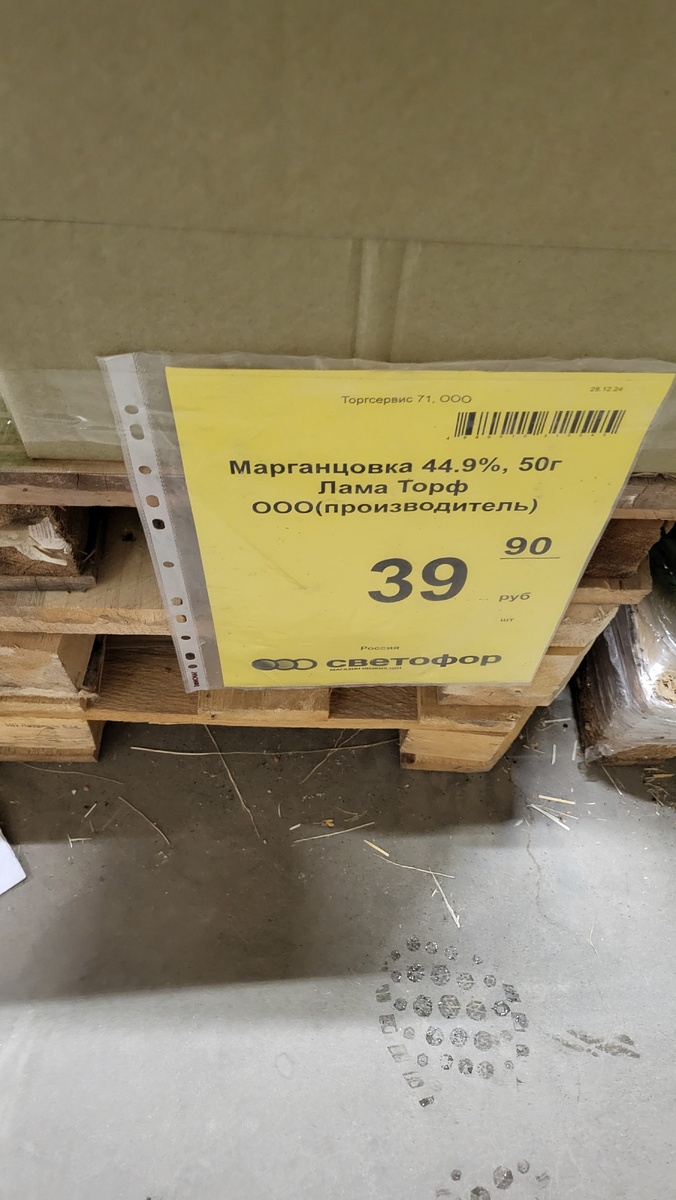 28.12.24
Торгсервис 71, ООО
Марганцовка 44.9%, 50г
Лама Торф
ООО(производитель)
39 90
руб
шт
Россия
светофор